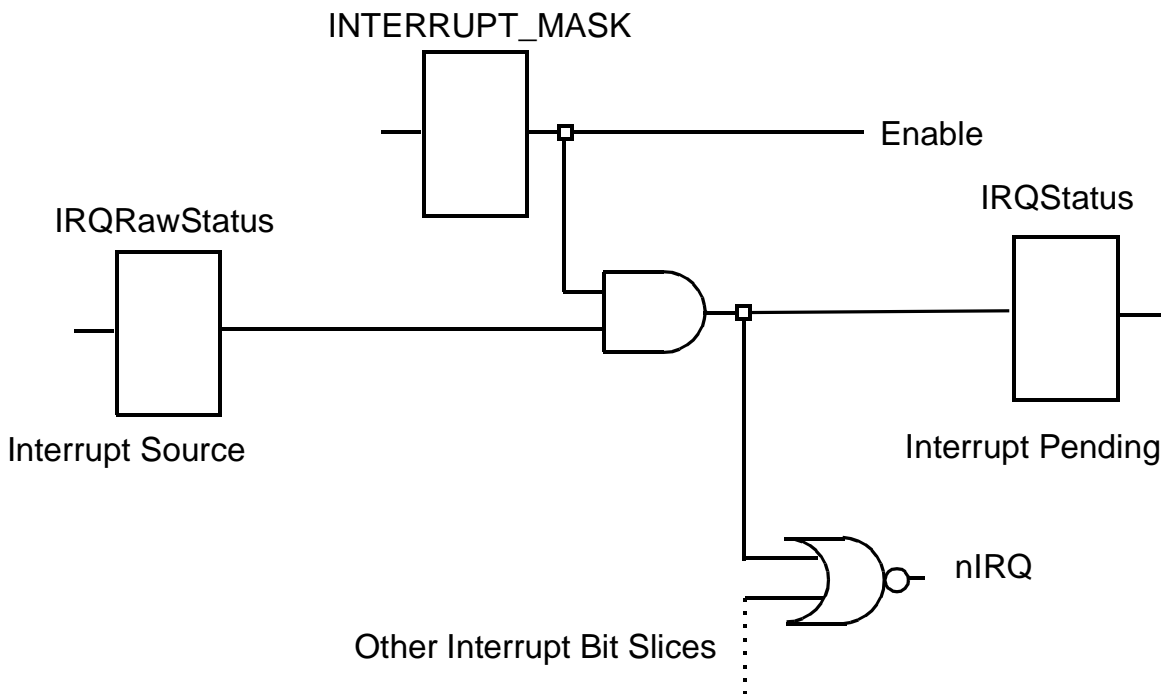 INTERRUPT_MASK
Enable
IRQStatus
IRQRawStatus
Interrupt Source
Interrupt Pending
nIRQ
Other Interrupt Bit Slices